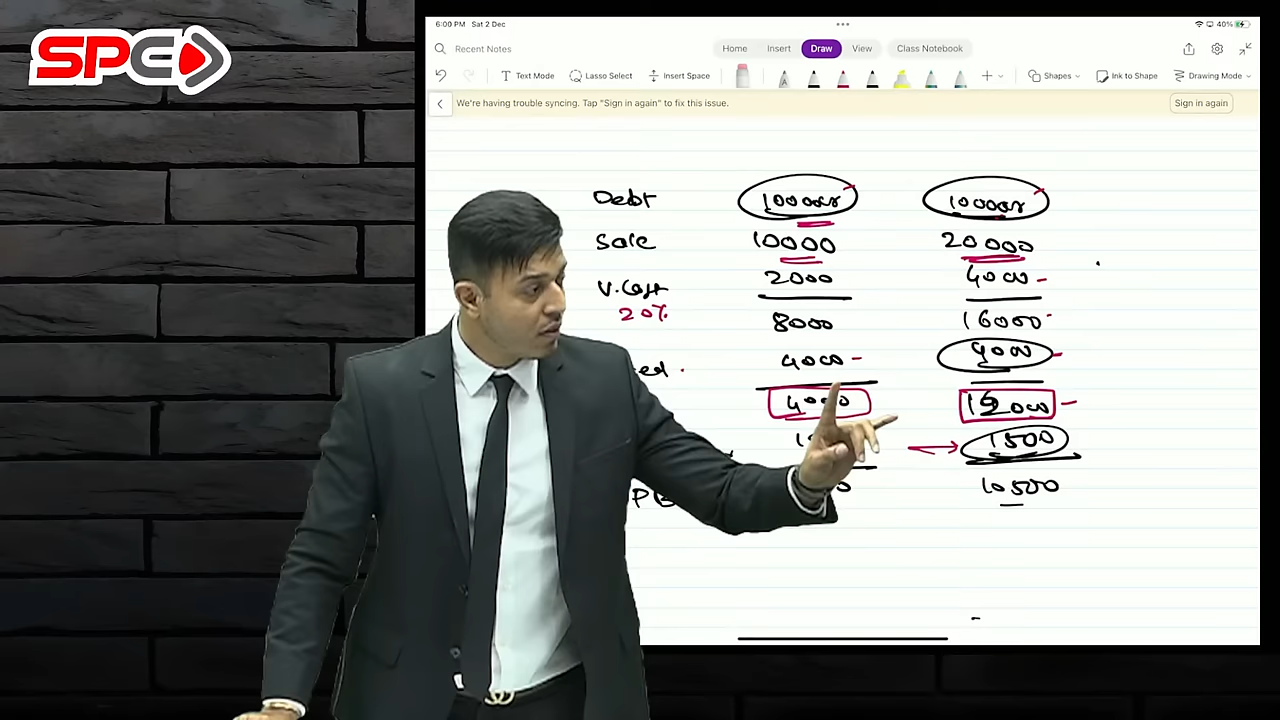 SPC
6:00 PM Sat 2 Dec
40%
Recent Notes
Home Insert Draw View Class Notebook
Text Mode Lasso Select Insert Space Shapes Ink to Shape Drawing Mode
We're having trouble syncing. Tap "Sign in again" to fix this issue.
Sign in again
Debt 100000 100000
Sale 10000 20000
V.Cost 2000 4000
20%
8000 16000
ed 4000 4000
4000 12000
1500
10500